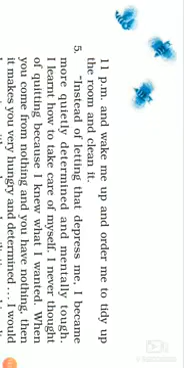 11 p.m. and wake me up and order me to tidy up
the room and clean it.
5. "Instead of letting that depress me, I became
more quietly determined and mentally tough.
I learnt how to take care of myself. I never thought
of quitting because I knew what I wanted. When
you come from nothing and you have nothing, then
it makes you very hungry and determined ... I would